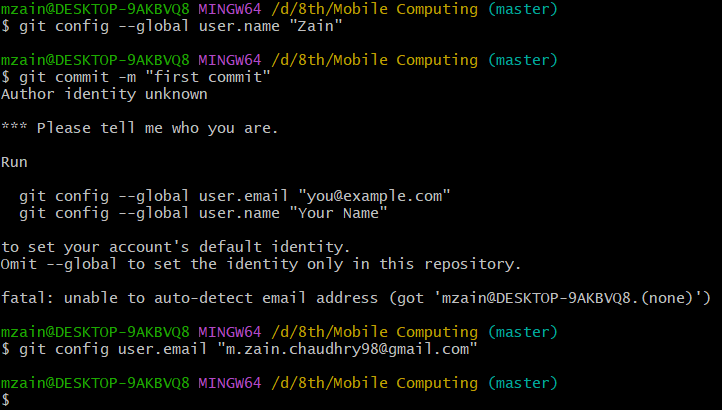 mzain@DESKTOP-9AKBVQ8 MINGW64 /d/8th/Mobile Computing (master)
$ git config --global user.name "Zain"
mzain@DESKTOP-9AKBVQ8 MINGW64 /d/8th/Mobile Computing (master)
$ git commit -m "first commit"
Author identity unknown
*** Please tell me who you are.
Run
git config --global user.email "you@example.com"
git config --global user.name "Your Name"
to set your account's default identity.
Omit --global to set the identity only in this repository.
fatal: unable to auto-detect email address (got 'mzain@DESKTOP-9AKBVQ8.(none)')
mzain@DESKTOP-9AKBVQ8 MINGW64 /d/8th/Mobile Computing (master)
$ git config user.email "m.zain.chaudhry98@gmail.com"
mzain@DESKTOP-9AKBVQ8 MINGW64 /d/8th/Mobile Computing (master)
$